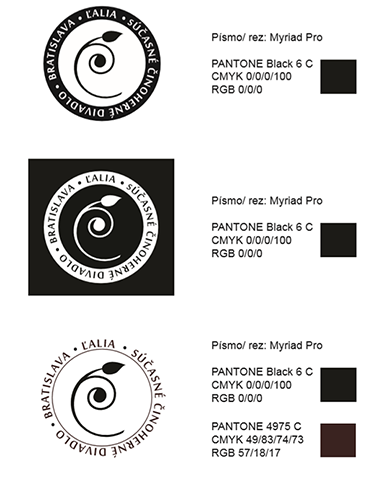 BRATISLAVA • ĽALIA • SÚČASNÉ ČINOHERNÉ DIVADLO •
Písmo/ rez: Myriad Pro
PANTONE Black 6 C
CMYK 0/0/0/100
RGB 0/0/0
BRATISLAVA • ĽALIA • SÚČASNÉ ČINOHERNÉ DIVADLO •
Písmo/ rez: Myriad Pro
PANTONE Black 6 C
CMYK 0/0/0/100
RGB 0/0/0
BRATISLAVA • ĽALIA • SÚČASNÉ ČINOHERNÉ DIVADLO •
Písmo/ rez: Myriad Pro
PANTONE Black 6 C
CMYK 0/0/0/100
RGB 0/0/0
PANTONE 4975 C
CMYK 49/83/74/73
RGB 57/18/17